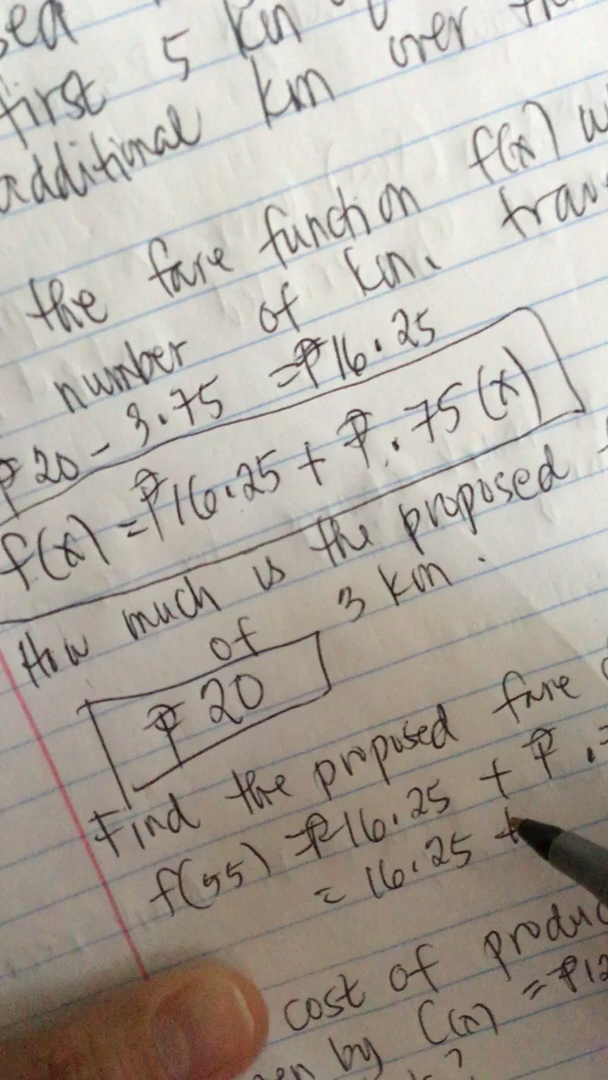 first 5 km
additional km over
the fare function f(x)
number of km.
₱20 - 3.75 = ₱16.25
f(x) = ₱16.25 + ₱.75(x)
How much is the proposed
of 3 km.
₱20
Find the proposed fare
f(55) = ₱16.25 + ₱.
= 16.25 +
cost of
by C(x) = ₱12